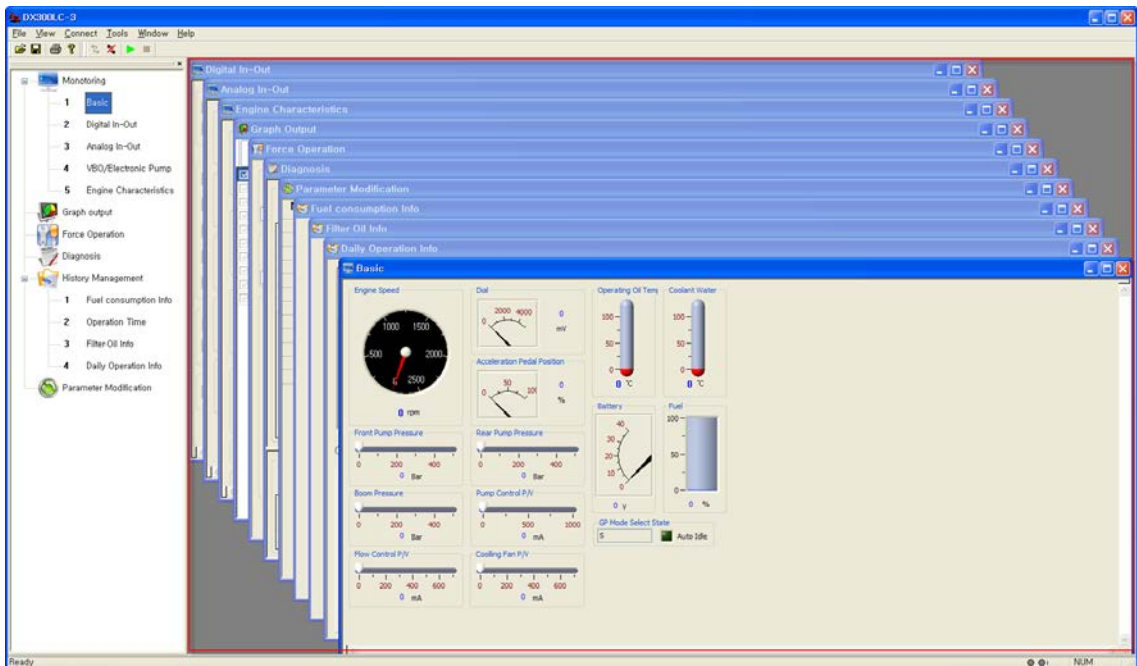 DX300LC-3
File View Connect Tools Window Help
Monotoring
1 Basic
2 Digital In-Out
3 Analog In-Out
4 VBO/Electronic Pump
5 Engine Characteristics
Graph output
Force Operation
Diagnosis
History Management
1 Fuel consumption Info
2 Operation Time
3 Filter Oil Info
4 Daily Operation Info
Parameter Modification
Digital In-Out
Analog In-Out
Engine Characteristics
Graph Output
Force Operation
Diagnosis
Parameter Modification
Fuel consumption Info
Filter Oil Info
Daily Operation Info
Basic
Engine Speed
0 500 1000 1500 2000 2500
0 rpm
Dial
0 2000 4000
0 mV
Acceleration Pedal Position
0 50 100
0 %
Operating Oil Temp
100
50
0
0 °C
Coolant Water
100
50
0
0 °C
Front Pump Pressure
0 200 400
0 Bar
Rear Pump Pressure
0 200 400
0 Bar
Battery
40
30
20
10
0
0 V
Fuel
100
50
0
0 %
Boom Pressure
0 200 400
0 Bar
Pump Control P/V
0 500 1000
0 mA
GP Mode Select State
S Auto Idle
Flow Control P/V
0 200 400 600
0 mA
Cooling Fan P/V
0 200 400 600
0 mA
Ready NUM